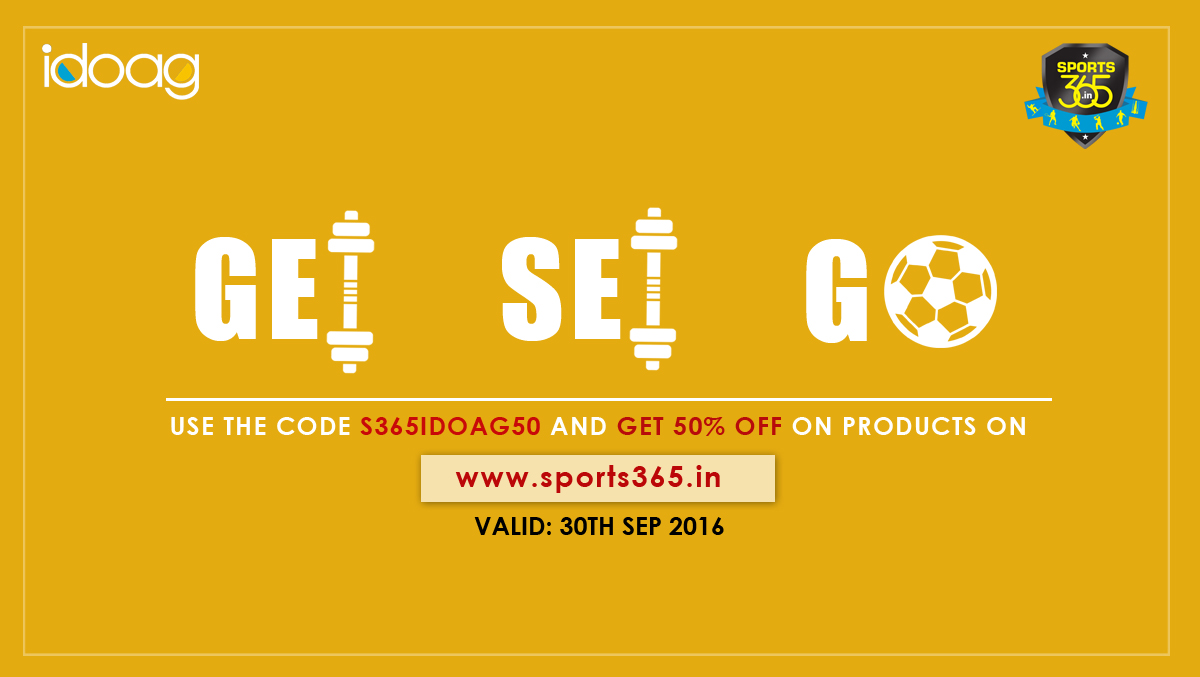 idoag
SPORTS
365
.in
GET SET GO
USE THE CODE S365IDOAG50 AND GET 50% OFF ON PRODUCTS ON
www.sports365.in
VALID: 30TH SEP 2016